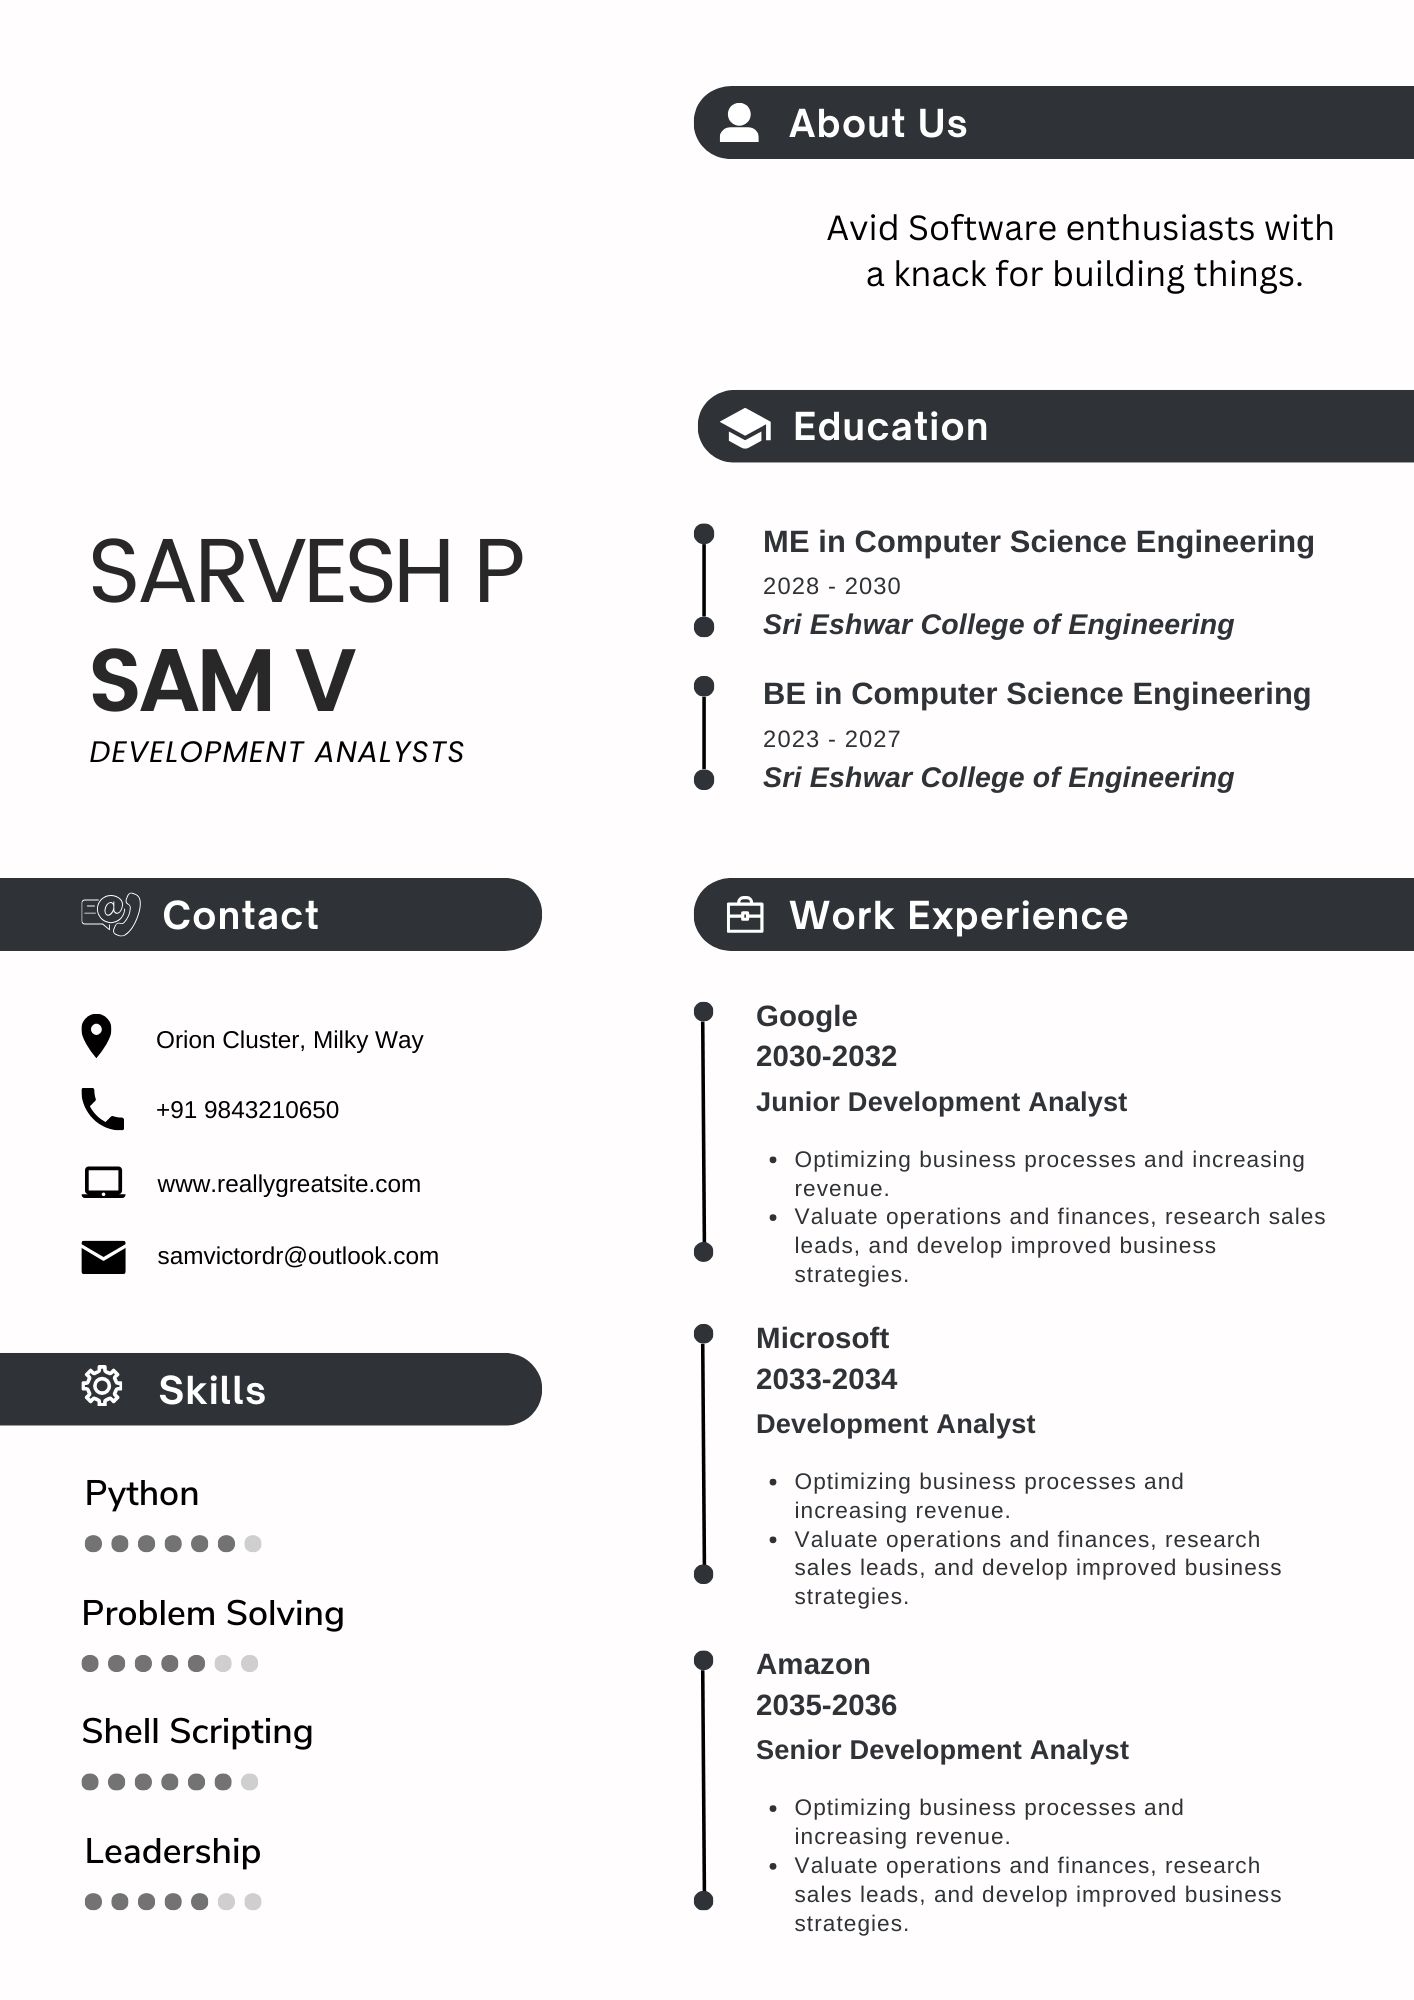 SARVESH P
SAM V
DEVELOPMENT ANALYSTS
Contact
Orion Cluster, Milky Way
+91 9843210650
www.reallygreatsite.com
samvictordr@outlook.com
Skills
Python
Problem Solving
Shell Scripting
Leadership
About Us
Avid Software enthusiasts with
a knack for building things.
Education
ME in Computer Science Engineering
2028 - 2030
Sri Eshwar College of Engineering
BE in Computer Science Engineering
2023 - 2027
Sri Eshwar College of Engineering
Work Experience
Google
2030-2032
Junior Development Analyst
• Optimizing business processes and increasing
revenue.
• Valuate operations and finances, research sales
leads, and develop improved business
strategies.
Microsoft
2033-2034
Development Analyst
• Optimizing business processes and
increasing revenue.
• Valuate operations and finances, research
sales leads, and develop improved business
strategies.
Amazon
2035-2036
Senior Development Analyst
• Optimizing business processes and
increasing revenue.
• Valuate operations and finances, research
sales leads, and develop improved business
strategies.